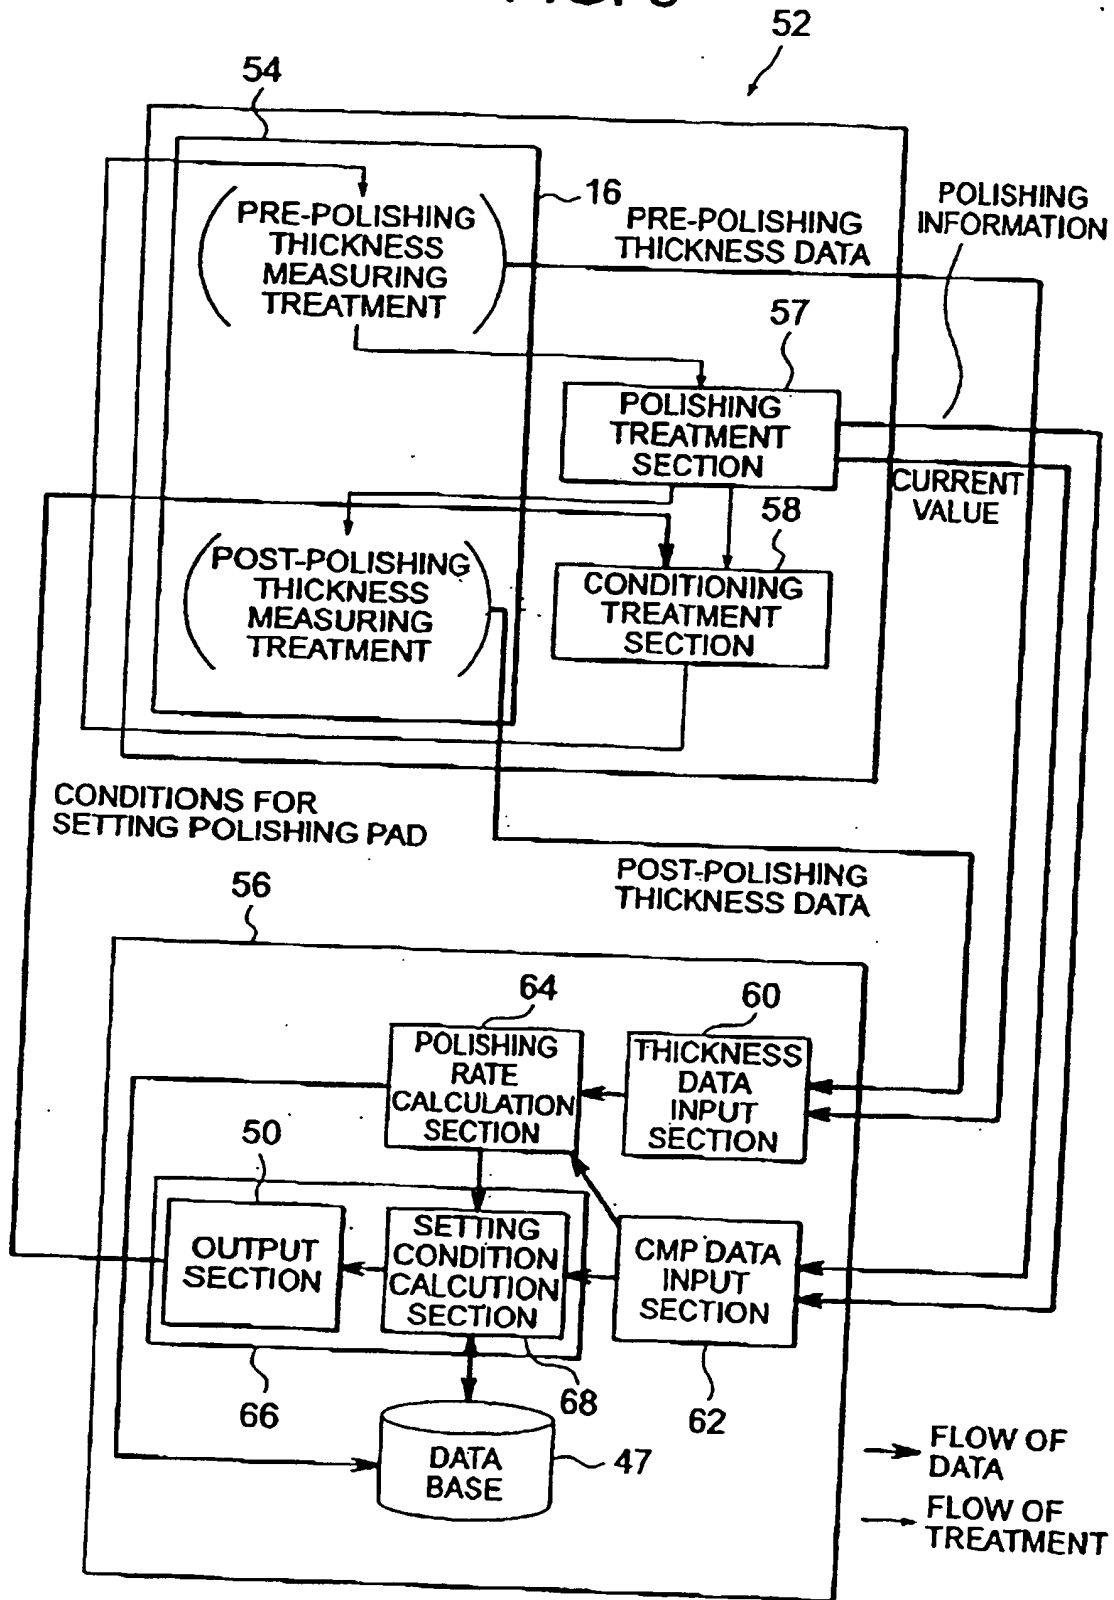 52
54
PRE-POLISHING
THICKNESS
MEASURING
TREATMENT
16
PRE-POLISHING
THICKNESS DATA
POLISHING
INFORMATION
57
POLISHING
TREATMENT
SECTION
CURRENT
VALUE
58
POST-POLISHING
THICKNESS
MEASURING
TREATMENT
CONDITIONING
TREATMENT
SECTION
CONDITIONS FOR
SETTING POLISHING PAD
POST-POLISHING
THICKNESS DATA
56
64
60
POLISHING
RATE
CALCULATION
SECTION
THICKNESS
DATA
INPUT
SECTION
50
OUTPUT
SECTION
SETTING
CONDITION
CALCUTION
SECTION
CMP DATA
INPUT
SECTION
66
68
62
DATA
BASE
47
FLOW OF
DATA
FLOW OF
TREATMENT